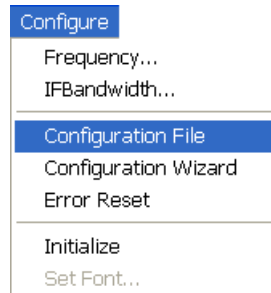 Configure
Frequency...
IFBandwidth...
Configuration File
Configuration Wizard
Error Reset
Initialize
Set Font...